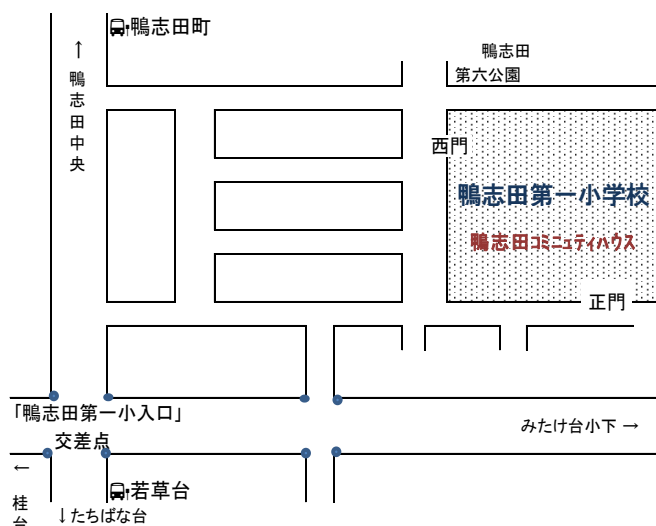 鴨志田町
↑鴨志田中央
鴨志田
第六公園
西門
鴨志田第一小学校
鴨志田コミュニティハウス
正門
「鴨志田第一小入口」
交差点
みたけ台小下 →
←桂台
若草台
↓たちばな台